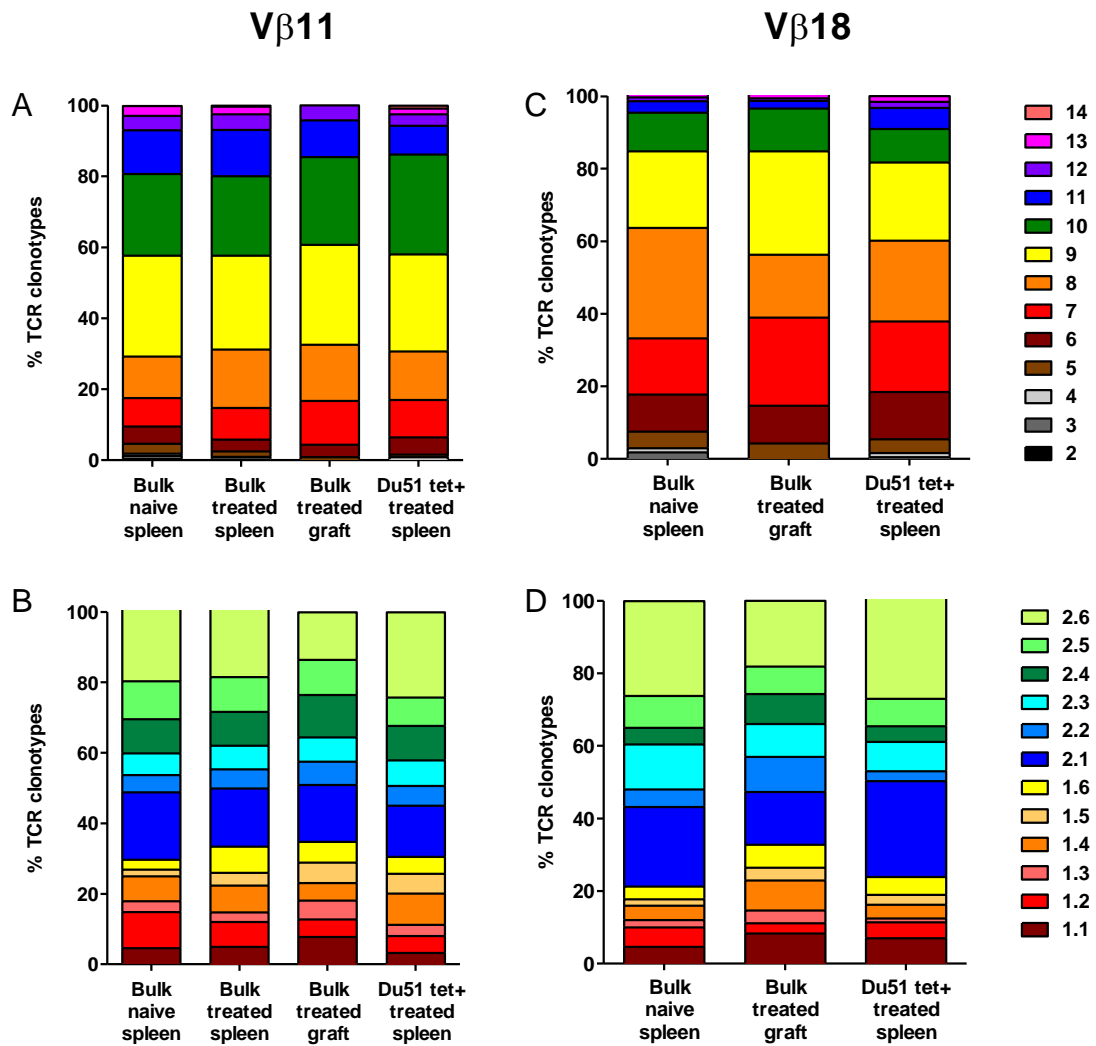 Vβ11
Vβ18
A
% TCR clonotypes
100
80
60
40
20
0
Bulk
naive
spleen
Bulk
treated
spleen
Bulk
treated
graft
Du51 tet+
treated
spleen
C
% TCR clonotypes
100
80
60
40
20
0
Bulk
naive
spleen
Bulk
treated
graft
Du51 tet+
treated
spleen
14
13
12
11
10
9
8
7
6
5
4
3
2
B
% TCR clonotypes
100
80
60
40
20
0
Bulk
naive
spleen
Bulk
treated
spleen
Bulk
treated
graft
Du51 tet+
treated
spleen
D
% TCR clonotypes
100
80
60
40
20
0
Bulk
naive
spleen
Bulk
treated
graft
Du51 tet+
treated
spleen
2.6
2.5
2.4
2.3
2.2
2.1
1.6
1.5
1.4
1.3
1.2
1.1